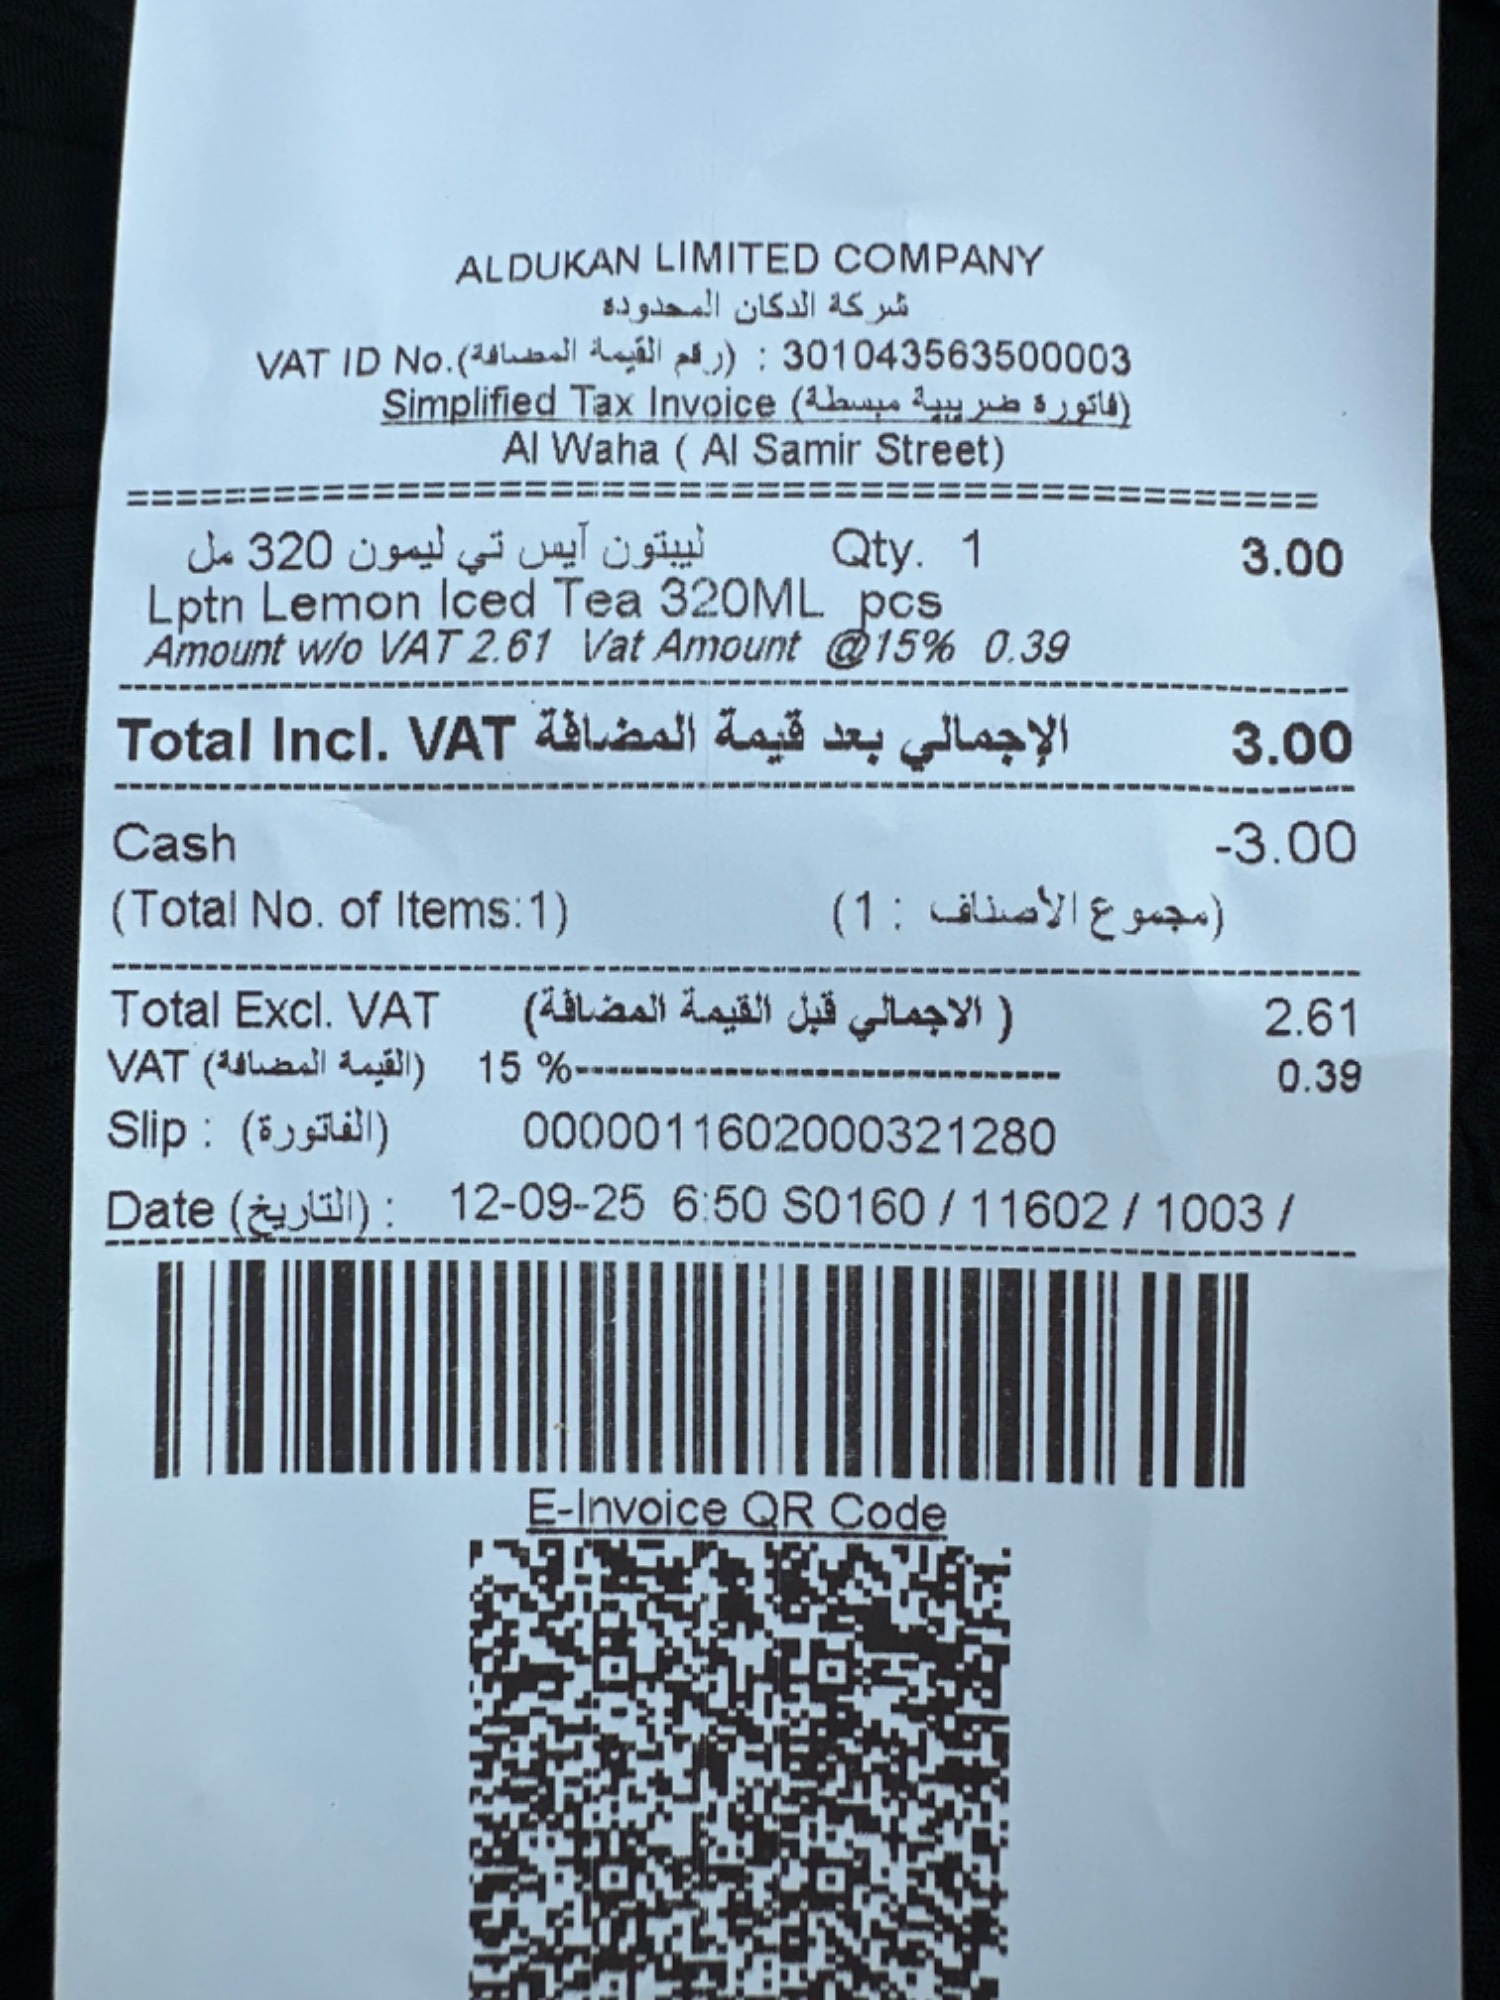 ALDUKAN LIMITED COMPANY
شركة الدكان المحدوده
VAT ID No.(رقم القيمة المضافة) : 301043563500003
Simplified Tax Invoice (فاتورة ضريبية مبسطة)
Al Waha ( Al Samir Street)
ليبتون آيس تي ليمون 320 مل Qty. 1 3.00
Lptn Lemon Iced Tea 320ML pcs
Amount w/o VAT 2.61 Vat Amount @15% 0.39
Total Incl. VAT الإجمالي بعد قيمة المضافة 3.00
Cash -3.00
(Total No. of Items:1) (مجموع الأصناف : 1)
Total Excl. VAT (الاجمالي قبل القيمة المضافة ) 2.61
VAT (القيمة المضافة) 15 % 0.39
Slip : (الفاتورة) 0000011602000321280
Date (التاريخ) : 12-09-25 6:50 S0160 / 11602 / 1003 /
E-Invoice QR Code